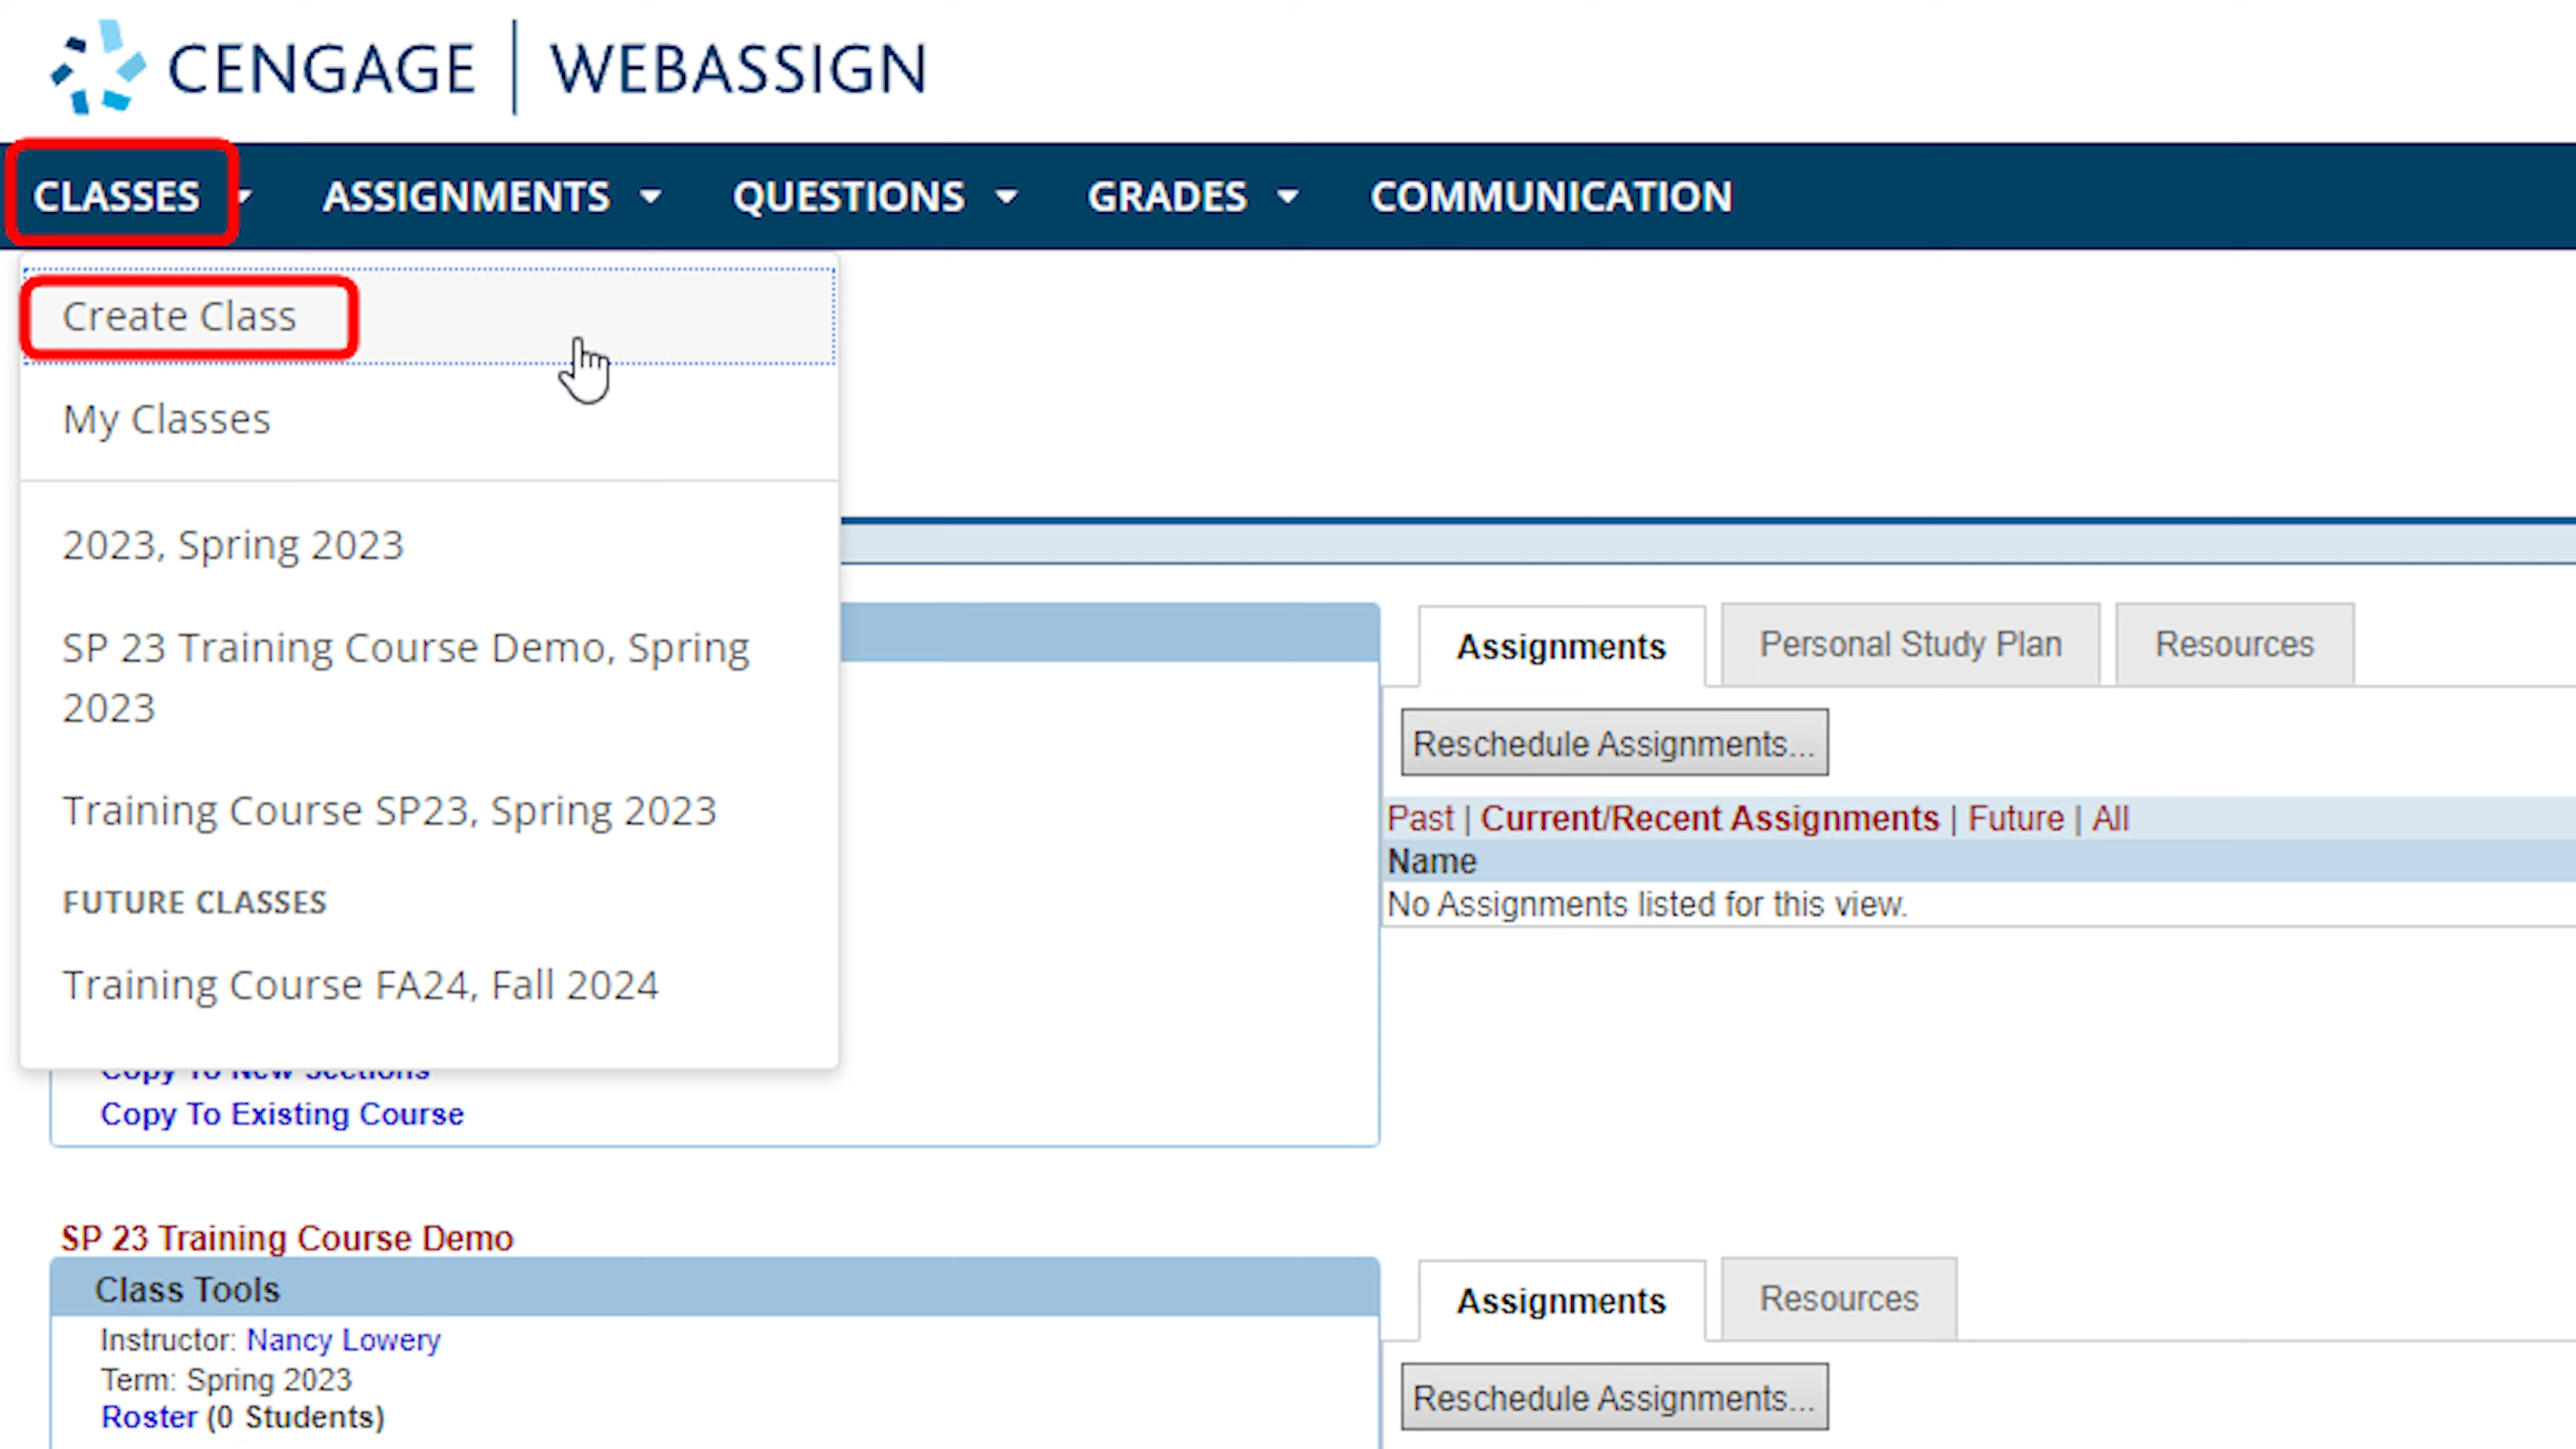 CENGAGE | WEBASSIGN
CLASSES ASSIGNMENTS QUESTIONS GRADES COMMUNICATION
Create Class
My Classes
2023, Spring 2023
SP 23 Training Course Demo, Spring
2023
Training Course SP23, Spring 2023
FUTURE CLASSES
Training Course FA24, Fall 2024
Copy To New Sections
Copy To Existing Course
Assignments Personal Study Plan Resources
Reschedule Assignments...
Past | Current/Recent Assignments | Future | All
Name
No Assignments listed for this view.
SP 23 Training Course Demo
Class Tools
Instructor: Nancy Lowery
Term: Spring 2023
Roster (0 Students)
Assignments Resources
Reschedule Assignments...